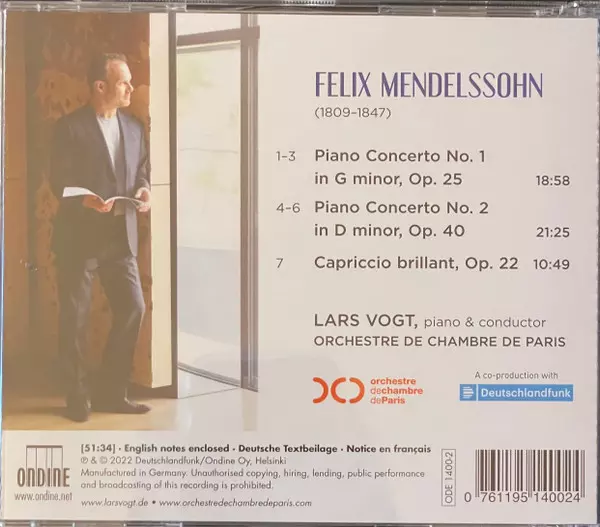 FELIX MENDELSSOHN
(1809–1847)
1–3 Piano Concerto No. 1
in G minor, Op. 25 18:58
4–6 Piano Concerto No. 2
in D minor, Op. 40 21:25
7 Capriccio brillant, Op. 22 10:49
LARS VOGT, piano & conductor
ORCHESTRE DE CHAMBRE DE PARIS
orchestre
dechambre
deParis
A co-production with
Deutschlandfunk
ONDINE
www.ondine.net
[51:34] • English notes enclosed • Deutsche Textbeilage • Notice en français
℗ & © 2022 Deutschlandfunk/Ondine Oy, Helsinki
Manufactured in Germany. Unauthorised copying, hiring, lending, public performance
and broadcasting of this recording is prohibited.
www.larsvogt.de • www.orchestredechambredeparis.com
ODE 1400-2
0 761195 140024